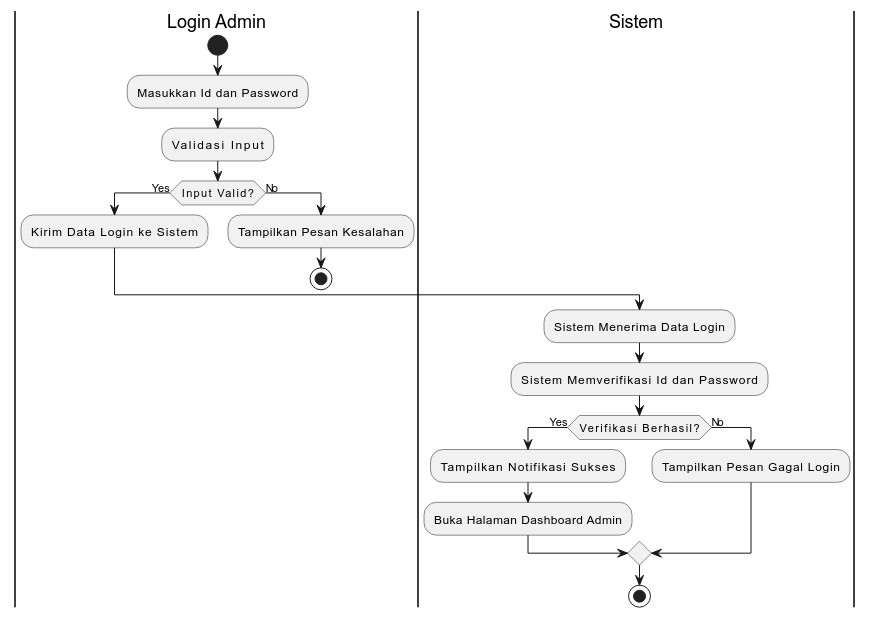 Login Admin
Sistem
Masukkan Id dan Password
Validasi Input
Yes
Input Valid?
No
Kirim Data Login ke Sistem
Tampilkan Pesan Kesalahan
Sistem Menerima Data Login
Sistem Memverifikasi Id dan Password
Yes
Verifikasi Berhasil?
No
Tampilkan Notifikasi Sukses
Tampilkan Pesan Gagal Login
Buka Halaman Dashboard Admin